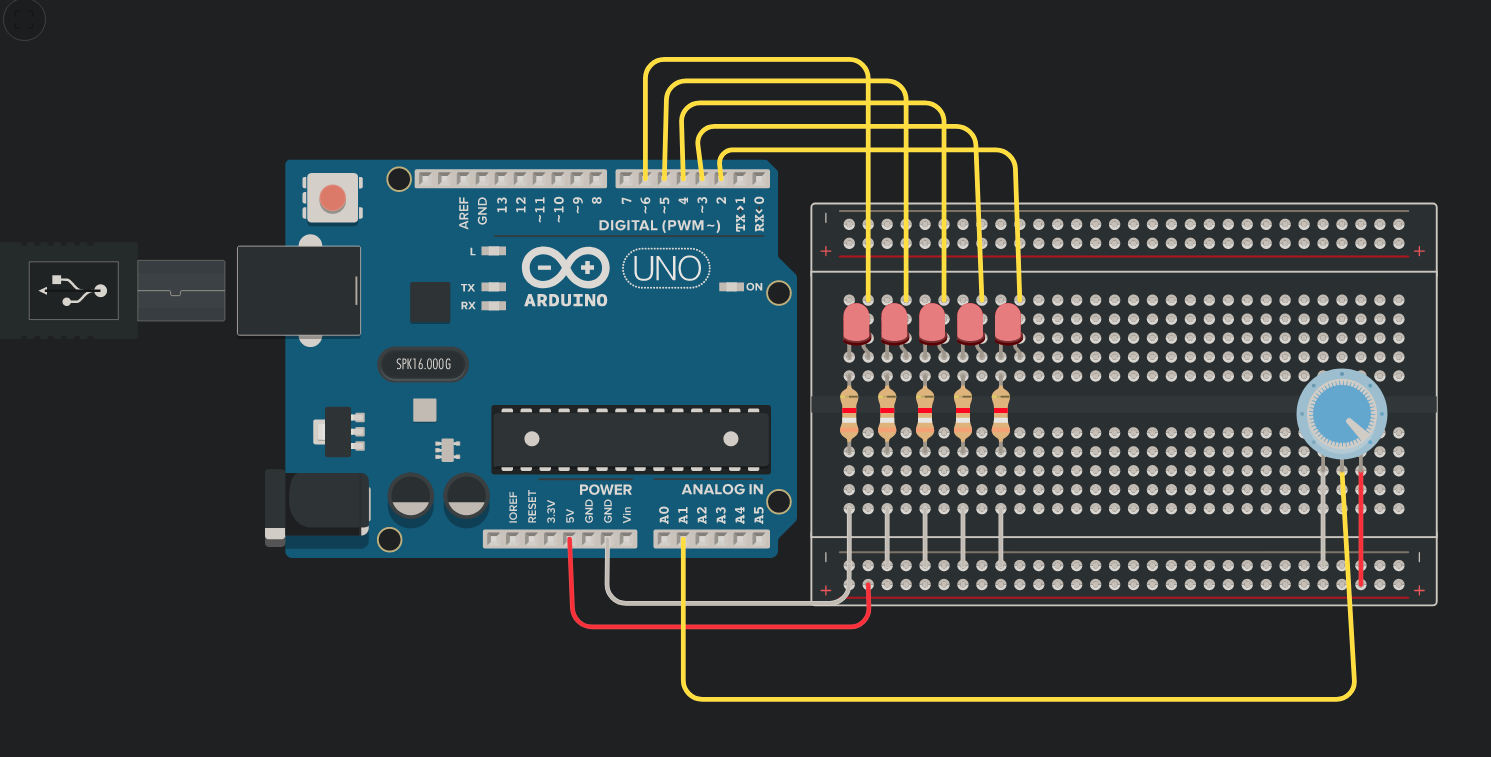 AREF
GND
13
12
~11
~10
~9
8
7
~6
~5
4
~3
2
TX→1
RX←0
DIGITAL (PWM~)
L
TX
RX
UNO
ARDUINO
ON
SPK16.000G
POWER
ANALOG IN
IOREF
RESET
3.3V
5V
GND
GND
Vin
A0
A1
A2
A3
A4
A5